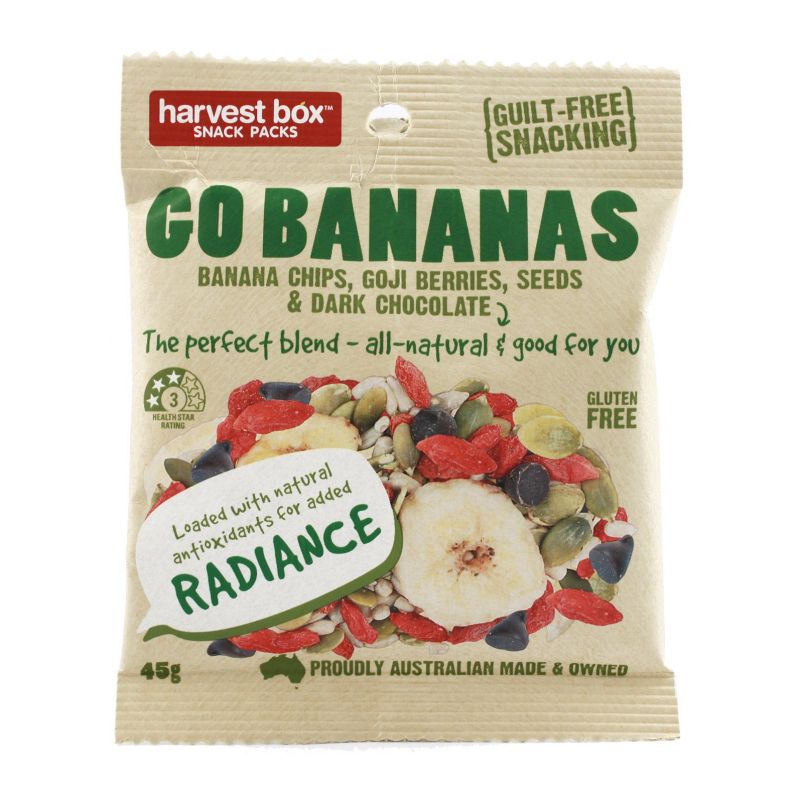 harvest box™
SNACK PACKS
{GUILT-FREE
SNACKING}
GO BANANAS
BANANA CHIPS, GOJI BERRIES, SEEDS
& DARK CHOCOLATE
The perfect blend - all-natural & good for you
3
HEALTH STAR
RATING
GLUTEN
FREE
Loaded with natural
antioxidants for added
RADIANCE
45g
PROUDLY AUSTRALIAN MADE & OWNED